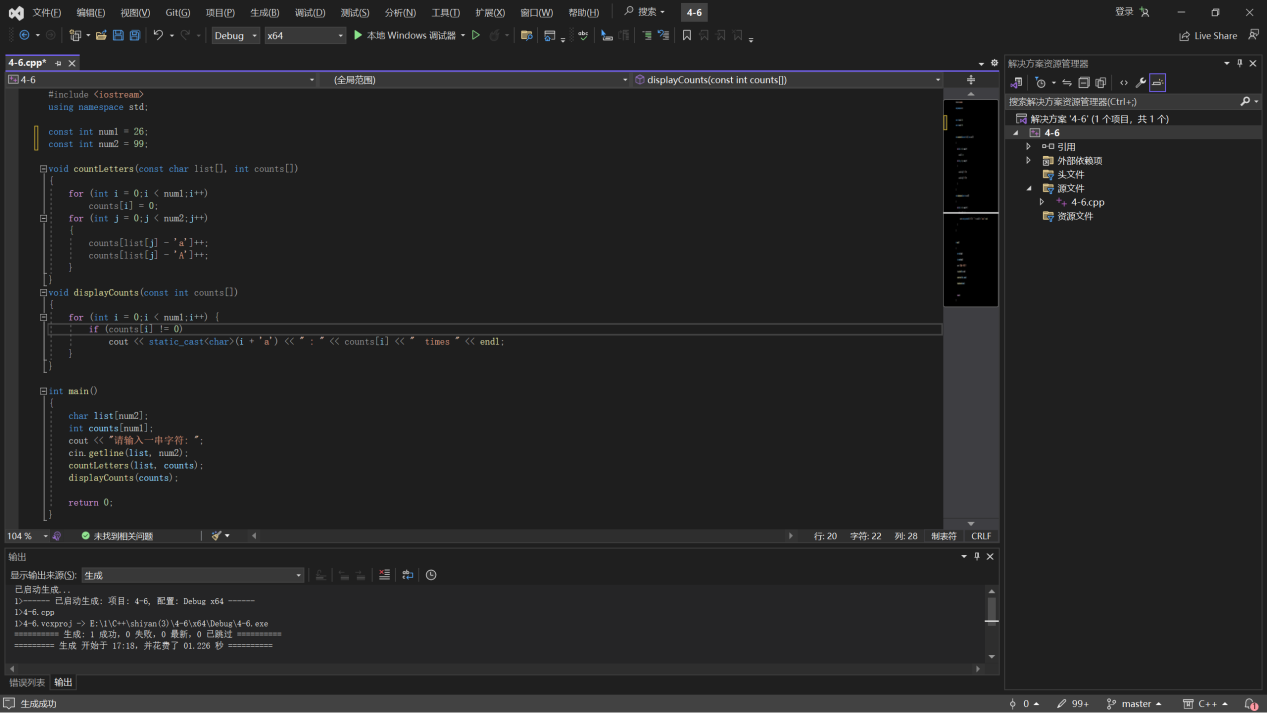 文件(F) 编辑(E) 视图(V) Git(G) 项目(P) 生成(B) 调试(D) 测试(S) 分析(N) 工具(T) 扩展(X) 窗口(W) 帮助(H) 搜索 4-6 登录
Debug x64 本地 Windows 调试器 Live Share
4-6.cpp*
4-6 (全局范围) displayCounts(const int counts[])
#include <iostream>
using namespace std;
const int num1 = 26;
const int num2 = 99;
void countLetters(const char list[], int counts[])
{
for (int i = 0;i < num1;i++)
counts[i] = 0;
for (int j = 0;j < num2;j++)
{
counts[list[j] - 'a']++;
counts[list[j] - 'A']++;
}
}
void displayCounts(const int counts[])
{
for (int i = 0;i < num1;i++) {
if (counts[i] != 0)
cout << static_cast<char>(i + 'a') << " : " << counts[i] << "  times " << endl;
}
}
int main()
{
char list[num2];
int counts[num1];
cout << "请输入一串字符: ";
cin.getline(list, num2);
countLetters(list, counts);
displayCounts(counts);
return 0;
}
104 % 未找到相关问题 行: 20 字符: 22 列: 28 制表符 CRLF
输出
显示输出来源(S): 生成
已启动生成...
1>------ 已启动生成: 项目: 4-6, 配置: Debug x64 ------
1>4-6.cpp
1>4-6.vcxproj -> E:\1\C++\shiyan(3)\4-6\x64\Debug\4-6.exe
========== 生成: 1 成功，0 失败，0 最新，0 已跳过 ==========
========= 生成 开始于 17:18，并花费了 01.226 秒 ==========
错误列表 输出
解决方案资源管理器
搜索解决方案资源管理器(Ctrl+;)
解决方案 '4-6' (1 个项目，共 1 个)
4-6
引用
外部依赖项
头文件
源文件
4-6.cpp
资源文件
生成成功 0 99+ master C++ 1